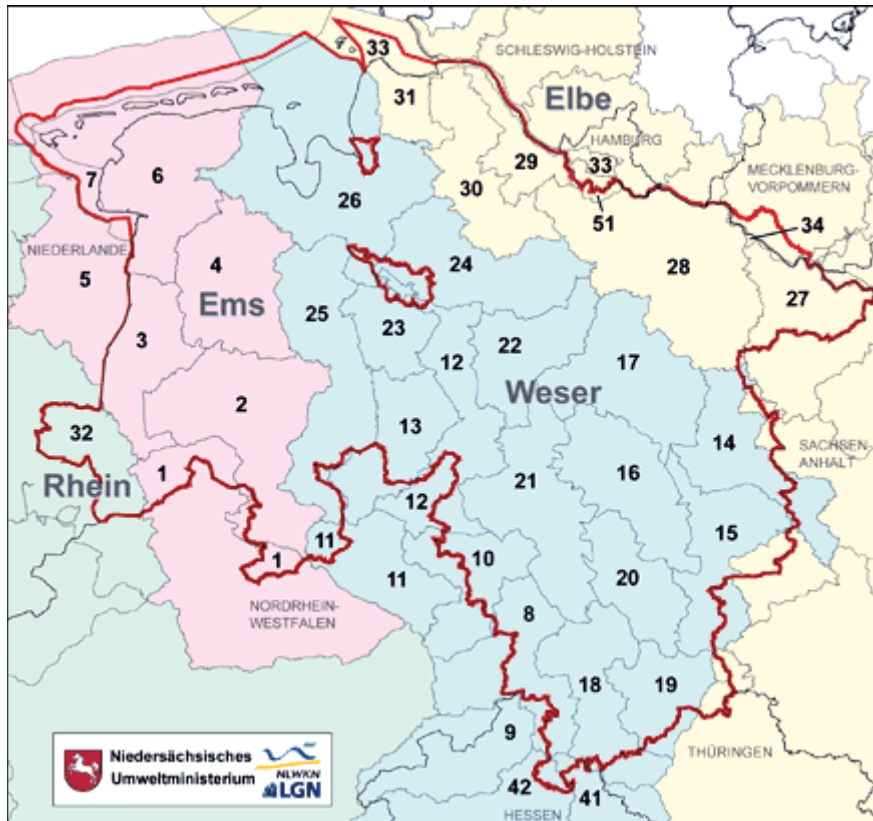 33
SCHLESWIG-HOLSTEIN
31
Elbe
HAMBURG
29
33
7
6
30
MECKLENBURG-
VORPOMMERN
26
51
34
NIEDERLANDE
4
24
28
5
Ems
25
27
3
23
12
22
17
Weser
2
32
13
14
SACHSEN
ANHALT
Rhein
1
16
21
12
11
15
1
10
11
20
NORDRHEIN-
WESTFALEN
8
18
19
9
THÜRINGEN
42
41
HESSEN
Niedersächsisches
Umweltministerium
NLWKN
LGN